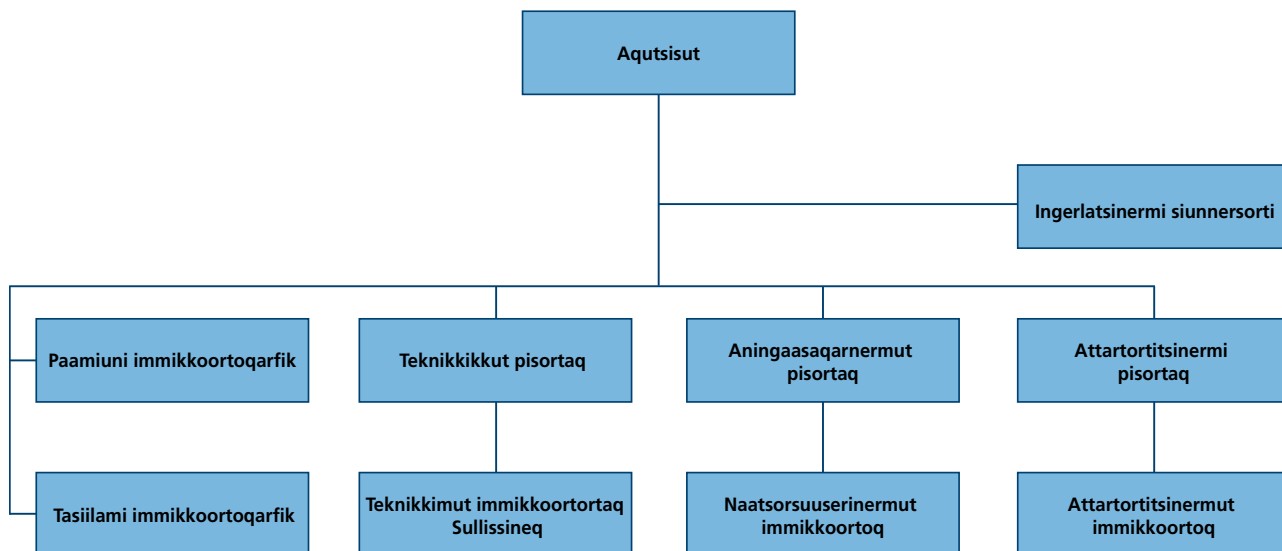 Aqutsisut
Ingerlatsinermi siunnersorti
Paamiuni immikkoortoqarfik
Teknikkikkut pisortaq
Aningaasaqarnermut
pisortaq
Attartortitsinermi
pisortaq
Tasiilami immikkoortoqarfik
Teknikkimut immikkoortortaq
Sullissineq
Naatsorsuuserinermut
immikkoortoq
Attartortitsinermut
immikkoortoq